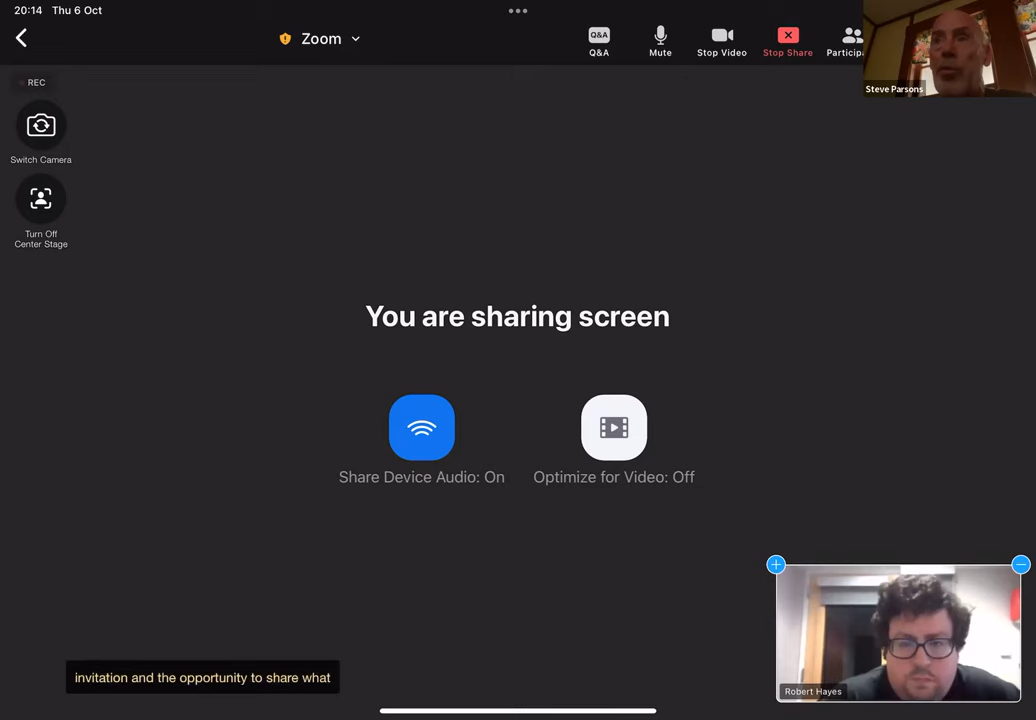 20:14 Thu 6 Oct
Zoom
Q&A
Q&A
Mute
Stop Video
Stop Share
Participa
Steve Parsons
REC
Switch Camera
Turn Off
Center Stage
You are sharing screen
Share Device Audio: On
Optimize for Video: Off
invitation and the opportunity to share what
Robert Hayes